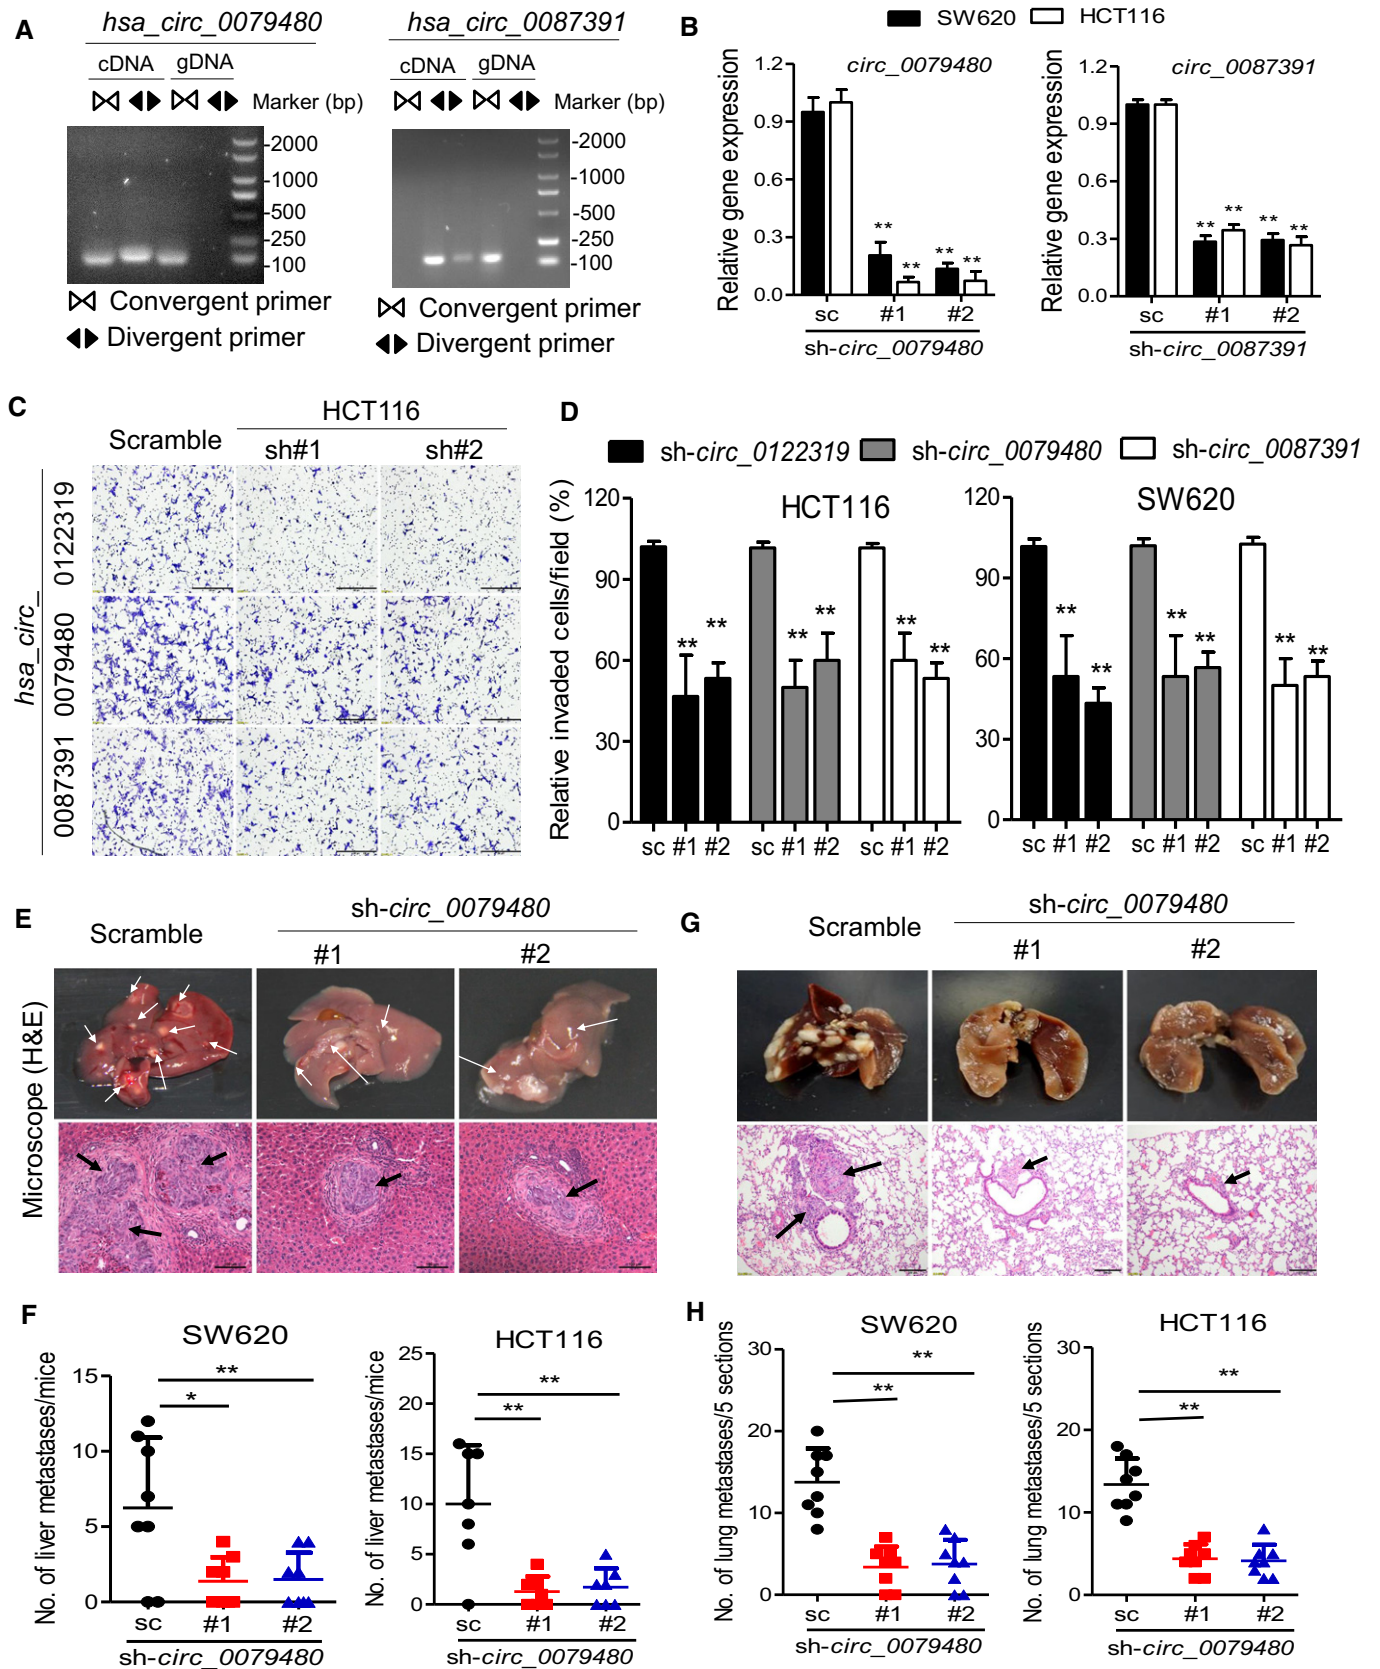 A
hsa_circ_0079480
cDNA gDNA
Marker (bp)
-2000
-1000
-500
-250
-100
Convergent primer
Divergent primer
hsa_circ_0087391
cDNA gDNA
Marker (bp)
-2000
-1000
-500
-250
-100
Convergent primer
Divergent primer
B
SW620 HCT116
circ_0079480
Relative gene expression
1.2
0.9
0.6
0.3
0.0
** ** ** **
sc #1 #2
sh-circ_0079480
circ_0087391
Relative gene expression
1.2
0.9
0.6
0.3
0.0
** ** ** **
sc #1 #2
sh-circ_0087391
C
HCT116
Scramble sh#1 sh#2
hsa_circ_
0122319
0079480
0087391
D
sh-circ_0122319 sh-circ_0079480 sh-circ_0087391
HCT116
Relative invaded cells/field (%)
120
90
60
30
0
** ** ** ** ** **
sc #1 #2 sc #1 #2 sc #1 #2
SW620
120
90
60
30
0
** ** ** ** ** **
sc #1 #2 sc #1 #2 sc #1 #2
E
sh-circ_0079480
Scramble #1 #2
Microscope (H&E)
G
sh-circ_0079480
Scramble #1 #2
F
SW620
No. of liver metastases/mice
15
10
5
0
**
*
sc #1 #2
sh-circ_0079480
HCT116
No. of liver metastases/mice
25
20
15
10
5
0
**
**
sc #1 #2
sh-circ_0079480
H
SW620
No. of lung metastases/5 sections
30
20
10
0
**
**
sc #1 #2
sh-circ_0079480
HCT116
No. of lung metastases/5 sections
30
20
10
0
**
**
sc #1 #2
sh-circ_0079480